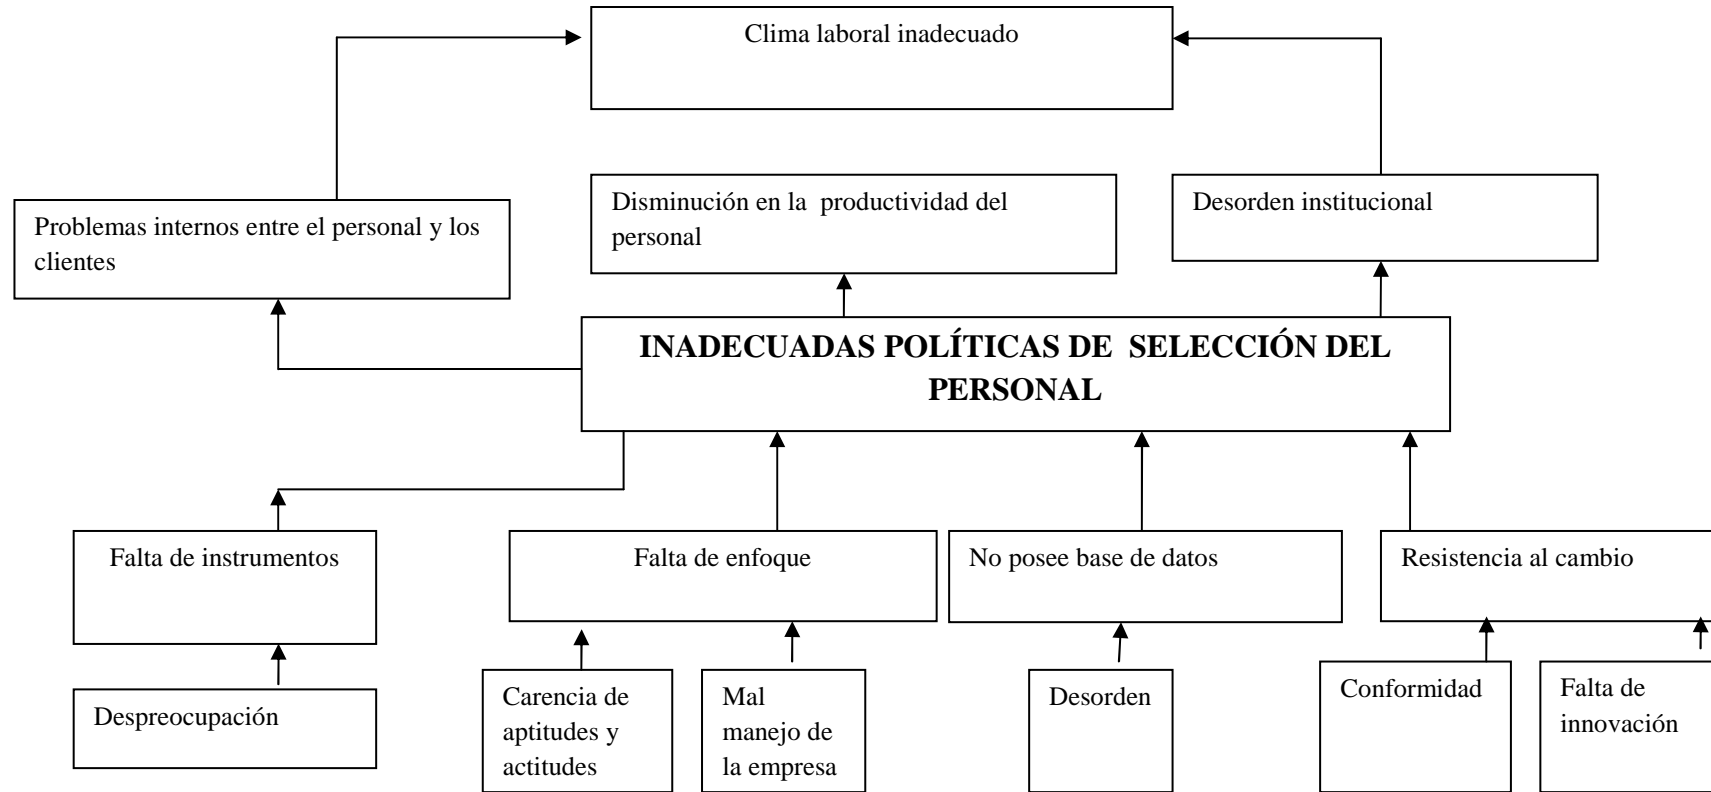 Clima laboral inadecuado
Problemas internos entre el personal y los
clientes
Disminución en la  productividad del
personal
Desorden institucional
INADECUADAS POLÍTICAS DE  SELECCIÓN DEL
PERSONAL
Falta de instrumentos
Falta de enfoque
No posee base de datos
Resistencia al cambio
Despreocupación
Carencia de
aptitudes y
actitudes
Mal
manejo de
la empresa
Desorden
Conformidad
Falta de
innovación